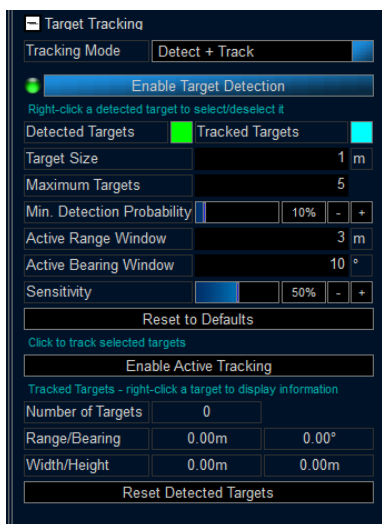 Target Tracking
Tracking Mode Detect + Track
Enable Target Detection
Right-click a detected target to select/deselect it
Detected Targets Tracked Targets
Target Size 1 m
Maximum Targets 5
Min. Detection Probability 10% - +
Active Range Window 3 m
Active Bearing Window 10 °
Sensitivity 50% - +
Reset to Defaults
Click to track selected targets
Enable Active Tracking
Tracked Targets - right-click a target to display information
Number of Targets 0
Range/Bearing 0.00m 0.00°
Width/Height 0.00m 0.00m
Reset Detected Targets